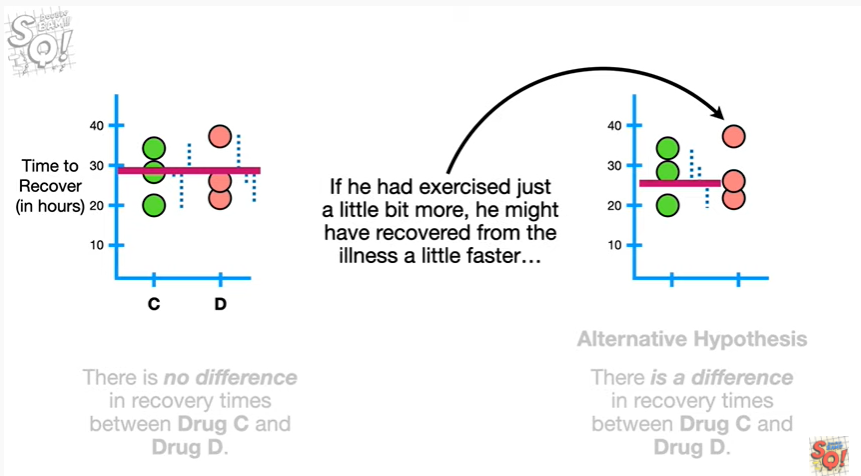 SQ!
40
30
20
10
Time to
Recover
(in hours)
C
D
If he had exercised just
a little bit more, he might
have recovered from the
illness a little faster...
40
30
20
10
There is no difference
in recovery times
between Drug C and
Drug D.
Alternative Hypothesis
There is a difference
in recovery times
between Drug C and
Drug D.
SQ!